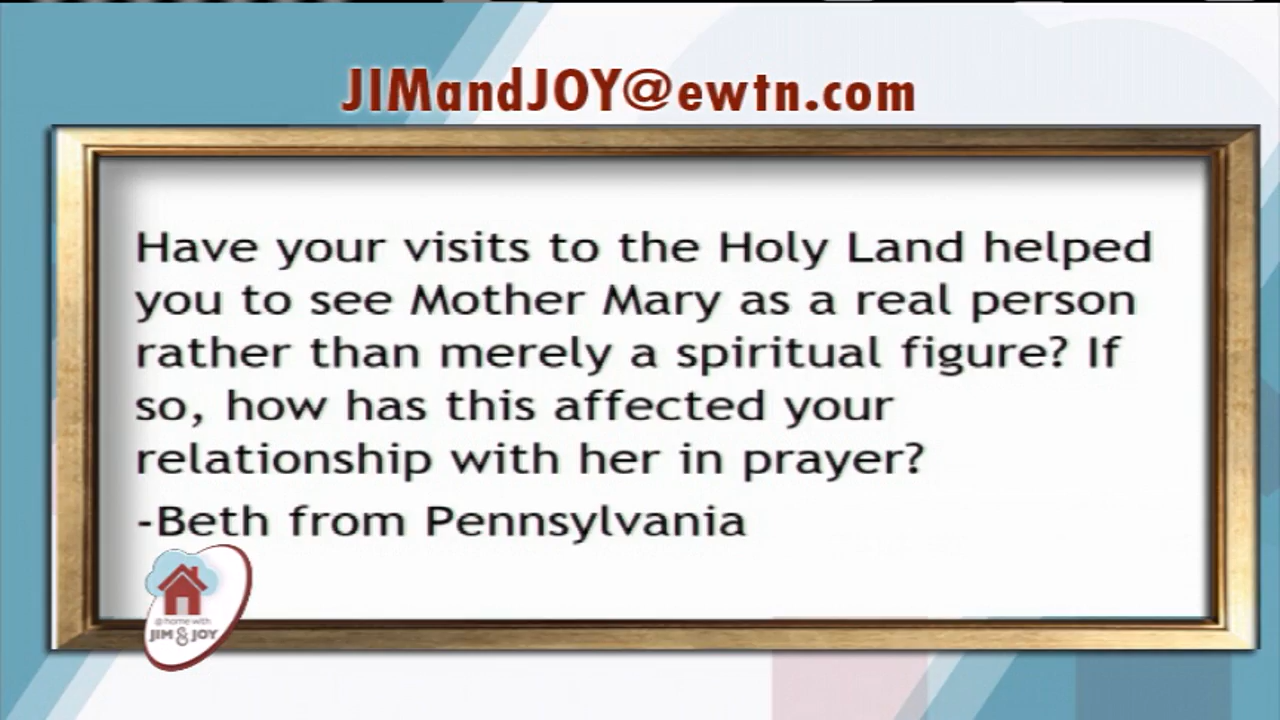 JIMandJOY@ewtn.com
Have your visits to the Holy Land helped
you to see Mother Mary as a real person
rather than merely a spiritual figure? If
so, how has this affected your
relationship with her in prayer?
-Beth from Pennsylvania
@ home with
JIM & JOY